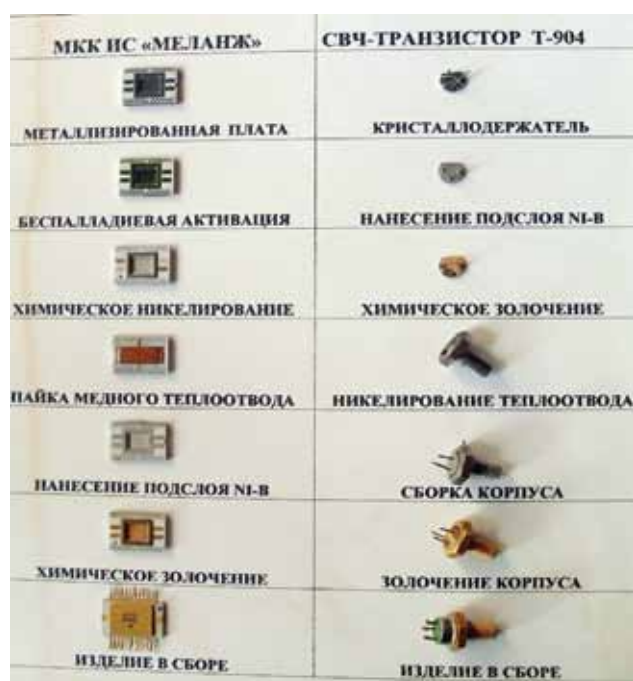 МКК ИС «МЕЛАНЖ»
МЕТАЛЛИЗИРОВАННАЯ ПЛАТА
БЕСПАЛЛАДИЕВАЯ АКТИВАЦИЯ
ХИМИЧЕСКОЕ НИКЕЛИРОВАНИЕ
ПАЙКА МЕДНОГО ТЕПЛООТВОДА
НАНЕСЕНИЕ ПОДСЛОЯ NI-B
ХИМИЧЕСКОЕ ЗОЛОЧЕНИЕ
ИЗДЕЛИЕ В СБОРЕ
СВЧ-ТРАНЗИСТОР Т-904
КРИСТАЛЛОДЕРЖАТЕЛЬ
НАНЕСЕНИЕ ПОДСЛОЯ NI-B
ХИМИЧЕСКОЕ ЗОЛОЧЕНИЕ
НИКЕЛИРОВАНИЕ ТЕПЛООТВОДА
СБОРКА КОРПУСА
ЗОЛОЧЕНИЕ КОРПУСА
ИЗДЕЛИЕ В СБОРЕ